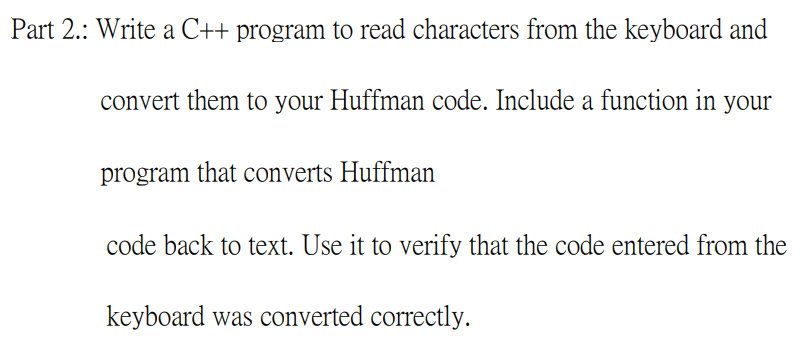 Part 2.: Write a C++ program to read characters from the keyboard and
convert them to your Huffman code. Include a function in your
program that converts Huffman
code back to text. Use it to verify that the code entered from the
keyboard was converted correctly.